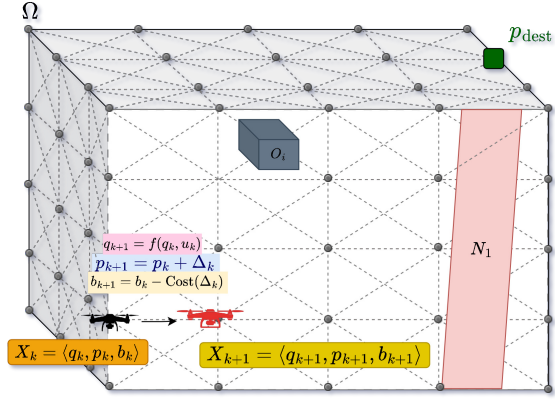 Ω
p_dest
O_i
N_1
q_{k+1} = f(q_k, u_k)
p_{k+1} = p_k + Δ_k
b_{k+1} = b_k − Cost(Δ_k)
X_k = ⟨q_k, p_k, b_k⟩
X_{k+1} = ⟨q_{k+1}, p_{k+1}, b_{k+1}⟩